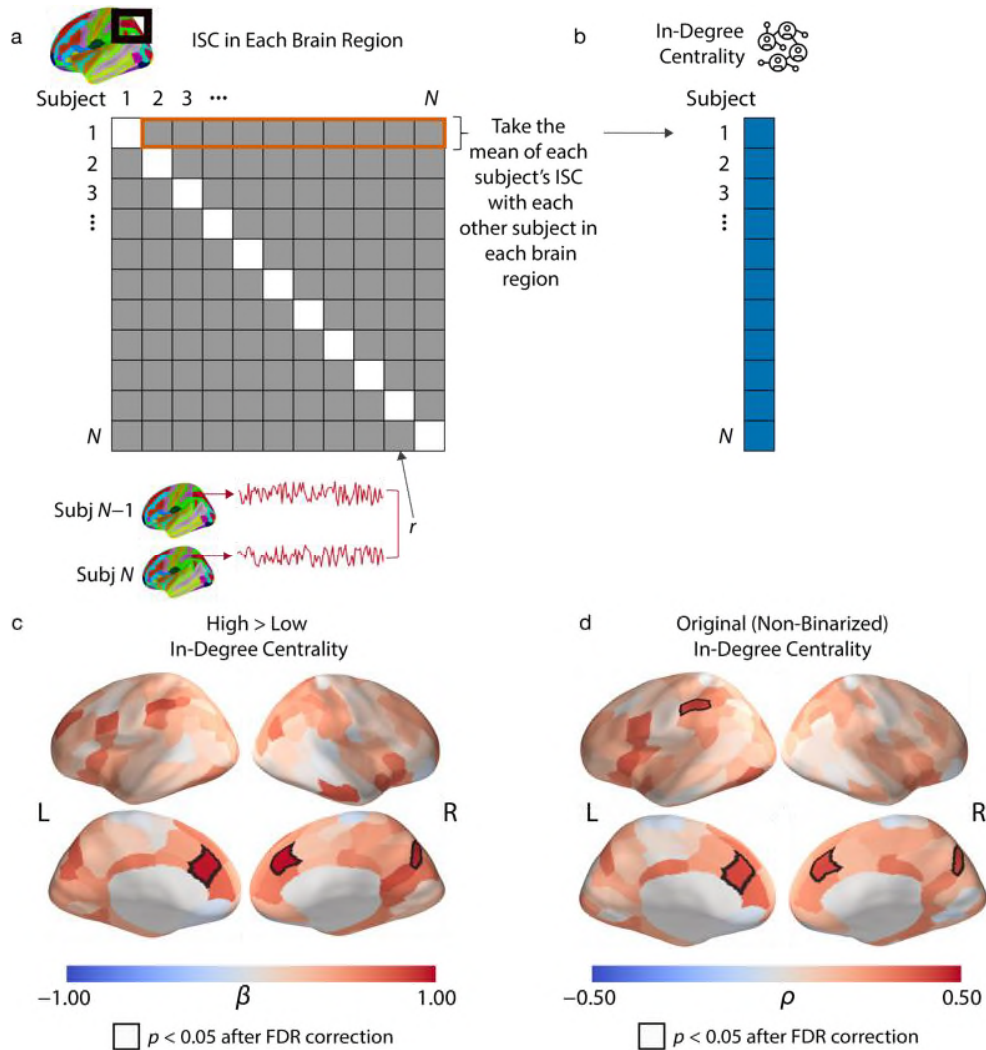 a
ISC in Each Brain Region
Subject 1 2 3 ••• N
1
2
3
•••
N
Take the
mean of each
subject's ISC
with each
other subject in
each brain
region
Subj N−1
Subj N
r
b
In-Degree
Centrality
Subject
1
2
3
•••
N
c
High > Low
In-Degree Centrality
L
R
−1.00 β 1.00
p < 0.05 after FDR correction
d
Original (Non-Binarized)
In-Degree Centrality
L
R
−0.50 ρ 0.50
p < 0.05 after FDR correction